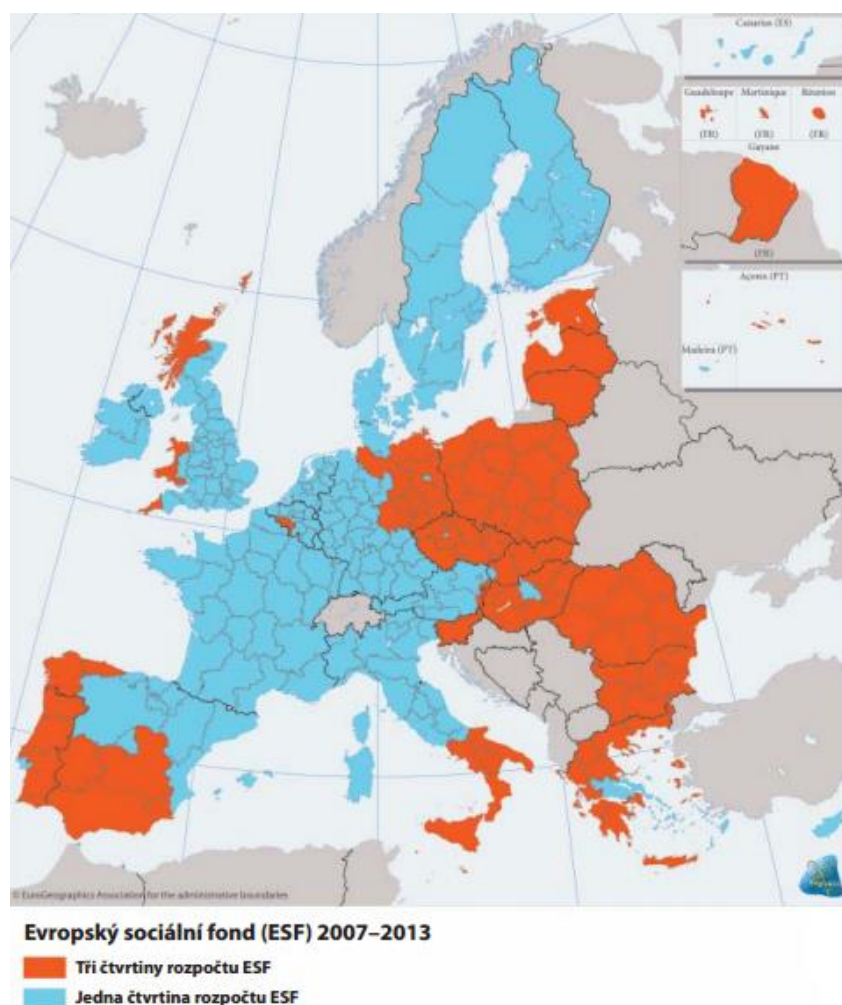 Canarias (ES)
Guadeloupe Martinique Réunion
(FR) (FR) (FR)
Guyane
(FR)
Açores (PT)
Madeira (PT)
© EuroGeographics Association for the administrative boundaries
Evropský sociální fond (ESF) 2007–2013
Tři čtvrtiny rozpočtu ESF
Jedna čtvrtina rozpočtu ESF